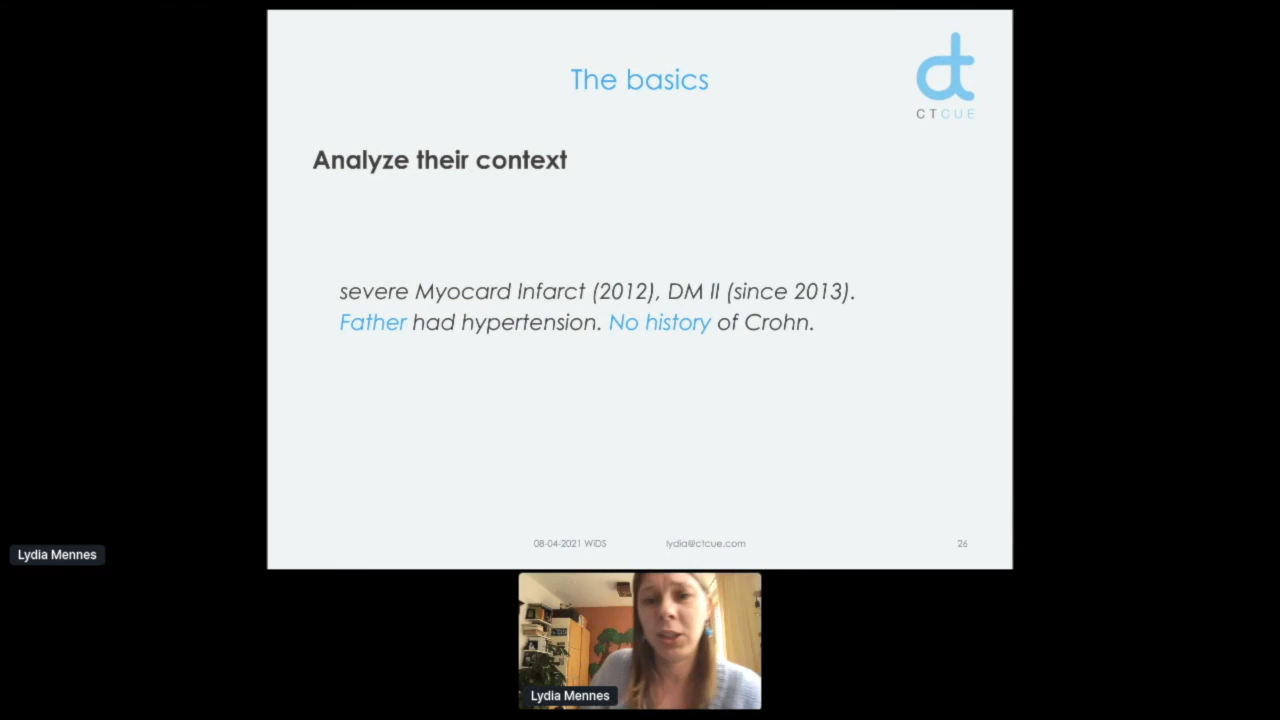 The basics
CTCUE
Analyze their context
severe Myocard Infarct (2012), DM II (since 2013).
Father had hypertension. No history of Crohn.
08-04-2021 WiDS lydia@ctcue.com 26
Lydia Mennes
Lydia Mennes